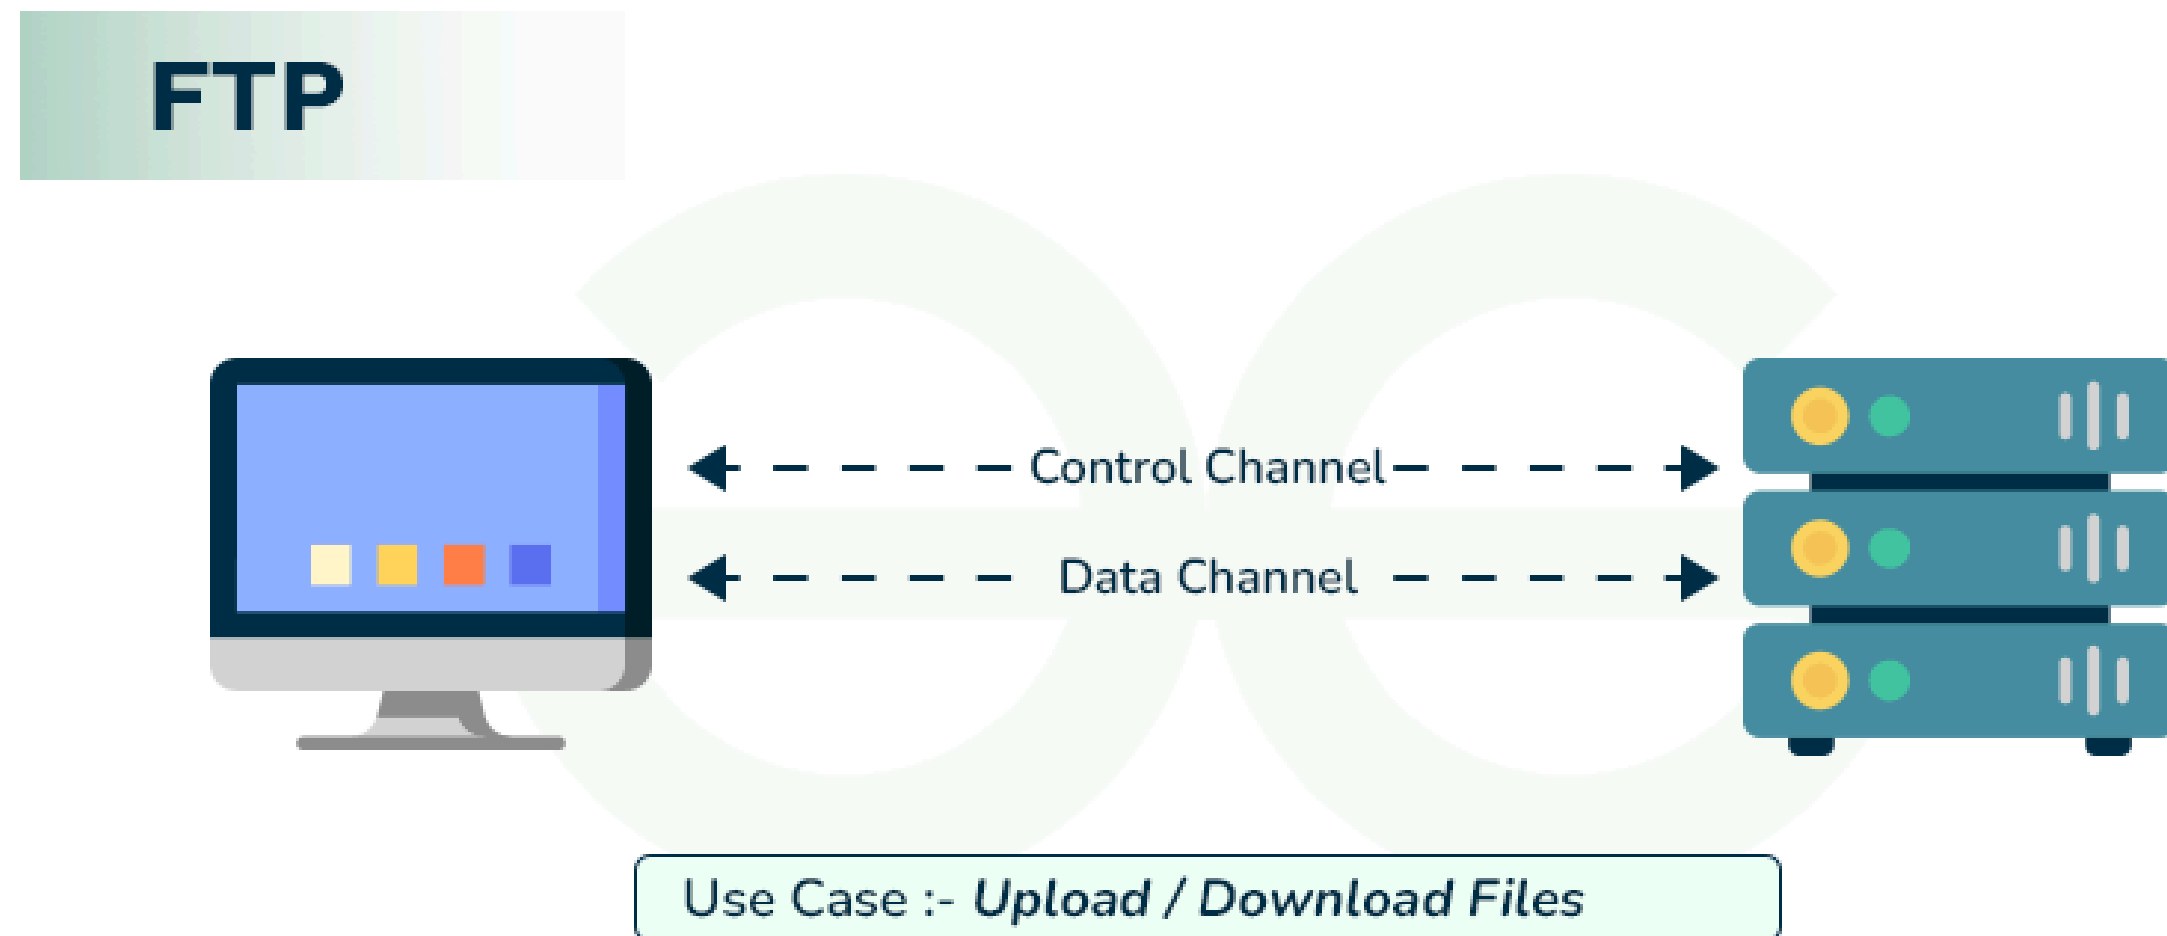 FTP
Control Channel
Data Channel
Use Case :- Upload / Download Files